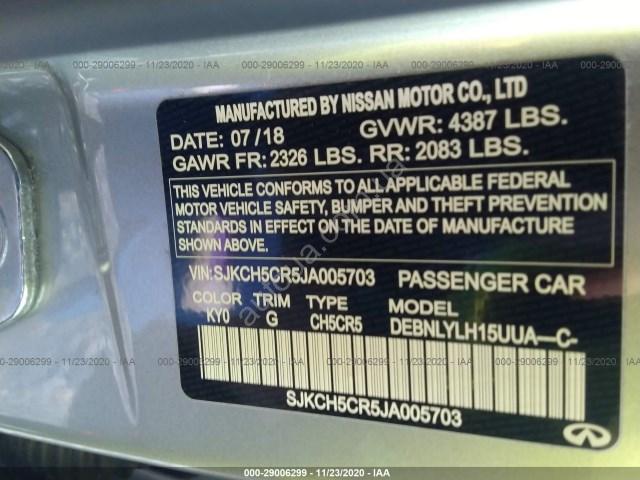 000-29006299 - 11/23/2020 - IAA
MANUFACTURED BY NISSAN MOTOR CO., LTD
DATE: 07/18 GVWR: 4387 LBS.
GAWR FR: 2326 LBS. RR: 2083 LBS.
THIS VEHICLE CONFORMS TO ALL APPLICABLE FEDERAL
MOTOR VEHICLE SAFETY, BUMPER AND THEFT PREVENTION
STANDARDS IN EFFECT ON THE DATE OF MANUFACTURE
SHOWN ABOVE.
VIN: SJKCH5CR5JA005703 PASSENGER CAR
COLOR TRIM TYPE MODEL
KY0 G CH5CR5 DEBNLYLH15UUA—C-
SJKCH5CR5JA005703
INFINITI
000-29006299 - 11/23/2020 - IAA